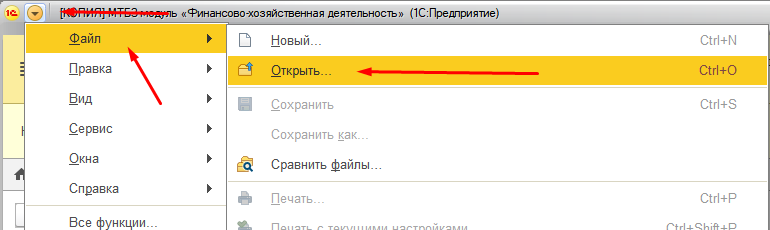 [КОПИЯ] МТБЗ модуль «Финансово-хозяйственная деятельность» (1С:Предприятие)
Файл
Правка
Вид
Сервис
Окна
Справка
Все функции...
Новый... Ctrl+N
Открыть... Ctrl+O
Сохранить Ctrl+S
Сохранить как...
Сравнить файлы...
Печать... Ctrl+P
Печать с текущими настройками Ctrl+Shift+P